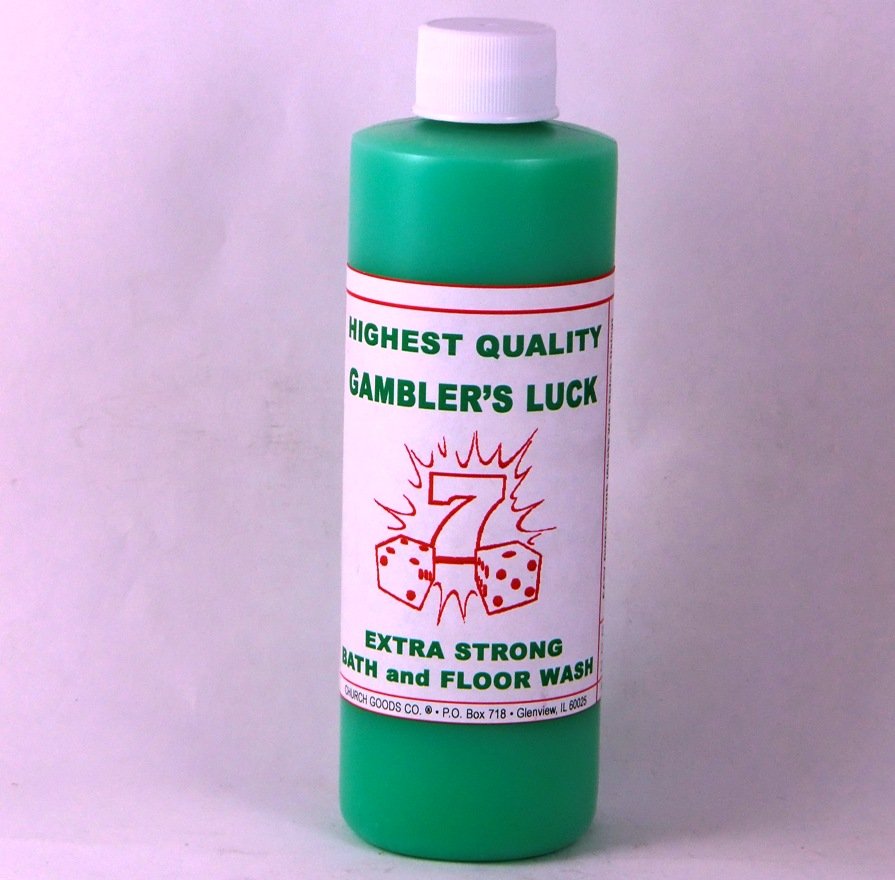 HIGHEST QUALITY
GAMBLER'S LUCK
7
EXTRA STRONG
BATH and FLOOR WASH
CHURCH GOODS CO. ® • P.O. Box 718 • Glenview, IL 60025